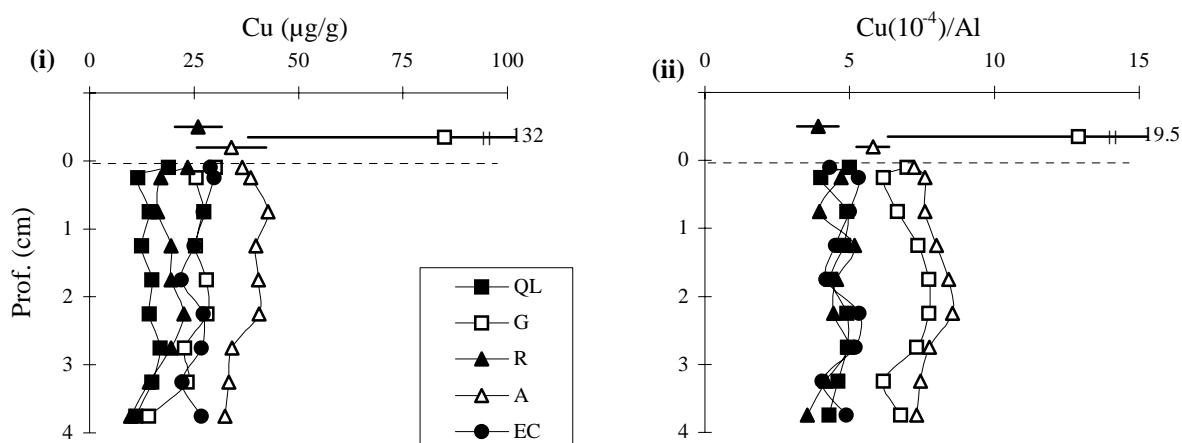 Cu (µg/g)
Cu(10⁻⁴)/Al
(i)
0 25 50 75 100
(ii)
0 5 10 15
132
19.5
0
1
2
3
4
Prof. (cm)
0
1
2
3
4
QL
G
R
A
EC